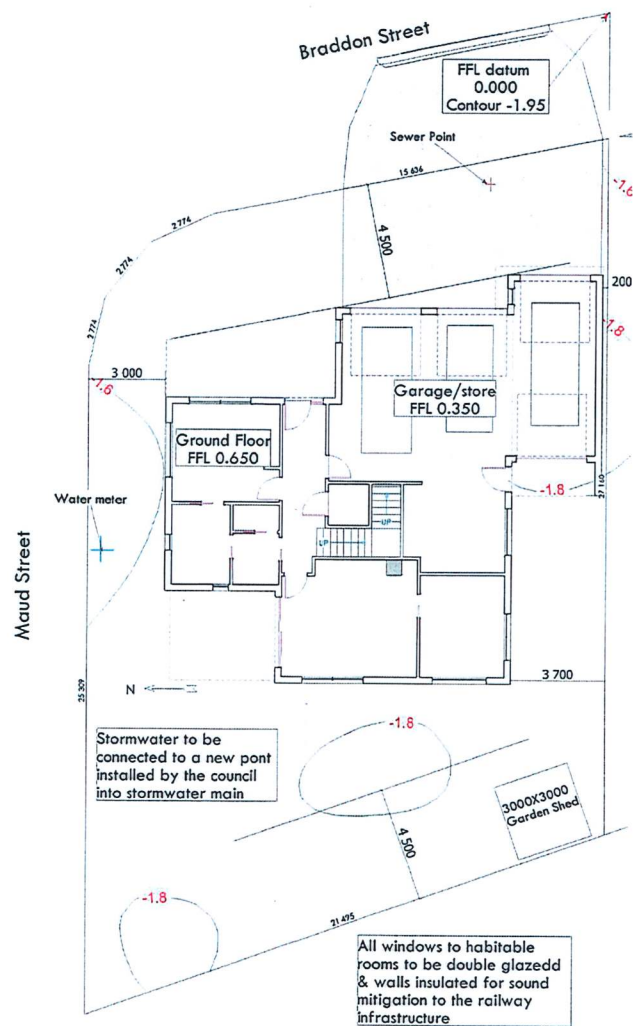 Braddon Street
FFL datum
0.000
Contour -1.95
Sewer Point
15 636
-1.6
2 774
2 774
4 500
2 774
200
-1.8
3 000
-1.6
Garage/store
FFL 0.350
Ground Floor
FFL 0.650
-1.8
27 160
Water meter
UP
UP
Maud Street
N
3 700
25 309
Stormwater to be
connected to a new pont
installed by the council
into stormwater main
-1.8
3000X3000
Garden Shed
4 500
-1.8
21 495
All windows to habitable
rooms to be double glazedd
& walls insulated for sound
mitigation to the railway
infrastructure